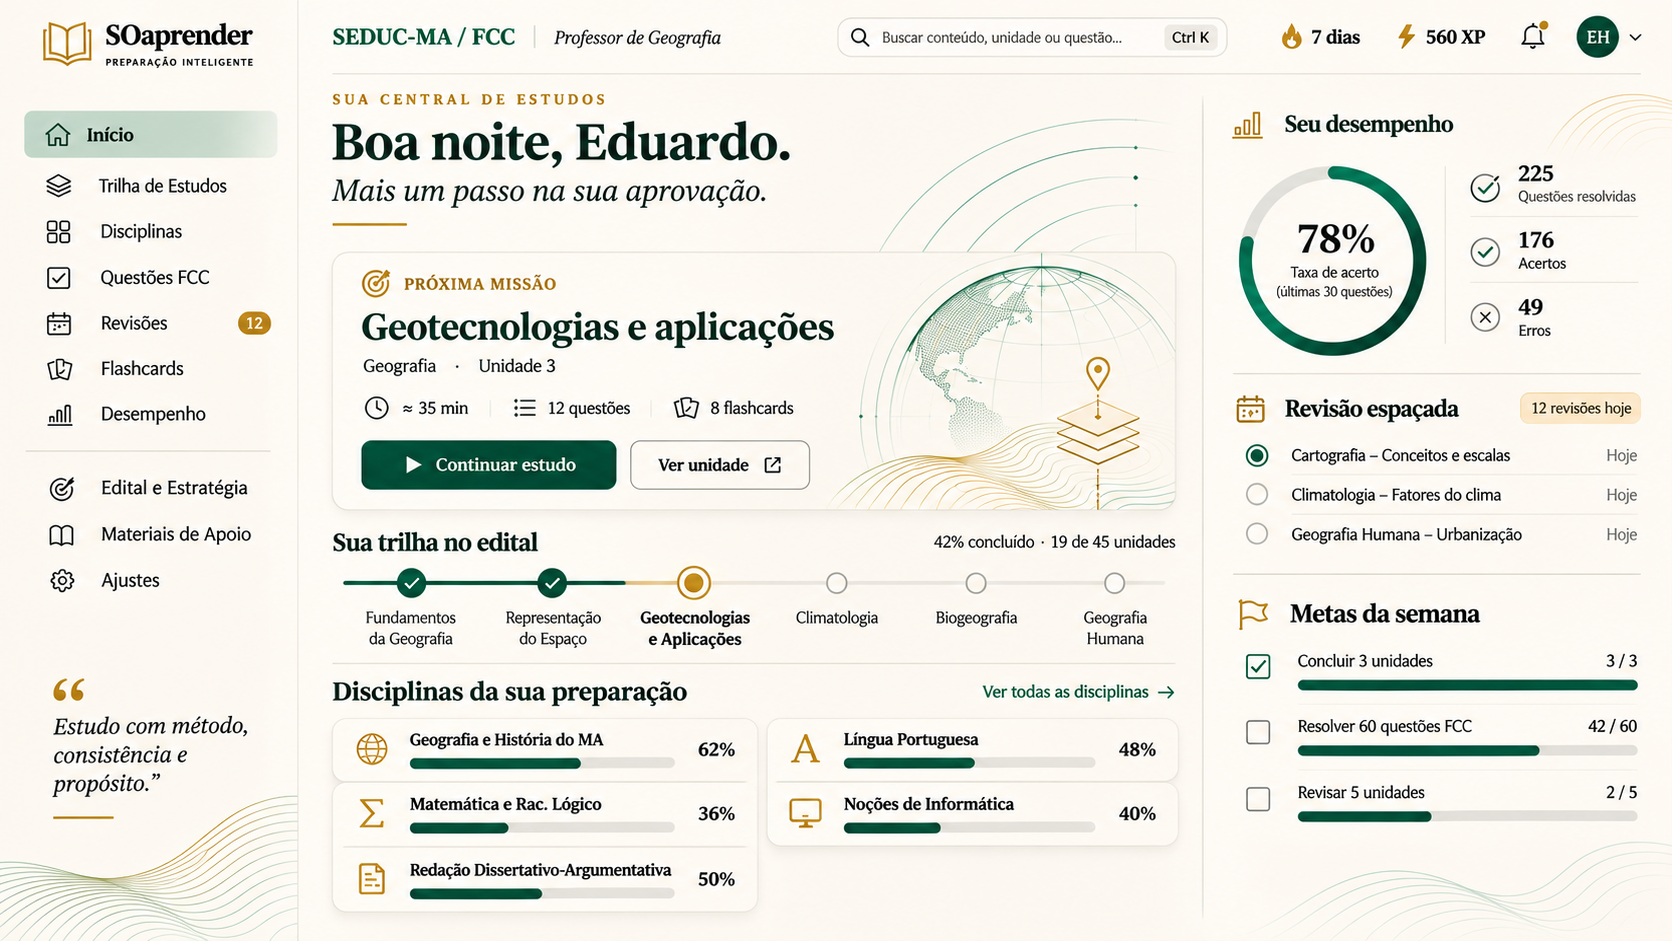 SOaprender
PREPARAÇÃO INTELIGENTE
Início
Trilha de Estudos
Disciplinas
Questões FCC
Revisões
12
Flashcards
Desempenho
Edital e Estratégia
Materiais de Apoio
Ajustes
“
Estudo com método,
consistência e
propósito.”
SEDUC-MA / FCC
Professor de Geografia
Buscar conteúdo, unidade ou questão...
Ctrl K
7 dias
560 XP
EH
SUA CENTRAL DE ESTUDOS
Boa noite, Eduardo.
Mais um passo na sua aprovação.
PRÓXIMA MISSÃO
Geotecnologias e aplicações
Geografia · Unidade 3
≈ 35 min
12 questões
8 flashcards
Continuar estudo
Ver unidade
Sua trilha no edital
42% concluído · 19 de 45 unidades
Fundamentos
da Geografia
Representação
do Espaço
Geotecnologias
e Aplicações
Climatologia
Biogeografia
Geografia
Humana
Disciplinas da sua preparação
Ver todas as disciplinas →
Geografia e História do MA
62%
Matemática e Rac. Lógico
36%
Redação Dissertativo-Argumentativa
50%
A
Língua Portuguesa
48%
Noções de Informática
40%
Seu desempenho
78%
Taxa de acerto
(últimas 30 questões)
225
Questões resolvidas
176
Acertos
49
Erros
Revisão espaçada
12 revisões hoje
Cartografia – Conceitos e escalas
Hoje
Climatologia – Fatores do clima
Hoje
Geografia Humana – Urbanização
Hoje
Metas da semana
Concluir 3 unidades
3 / 3
Resolver 60 questões FCC
42 / 60
Revisar 5 unidades
2 / 5